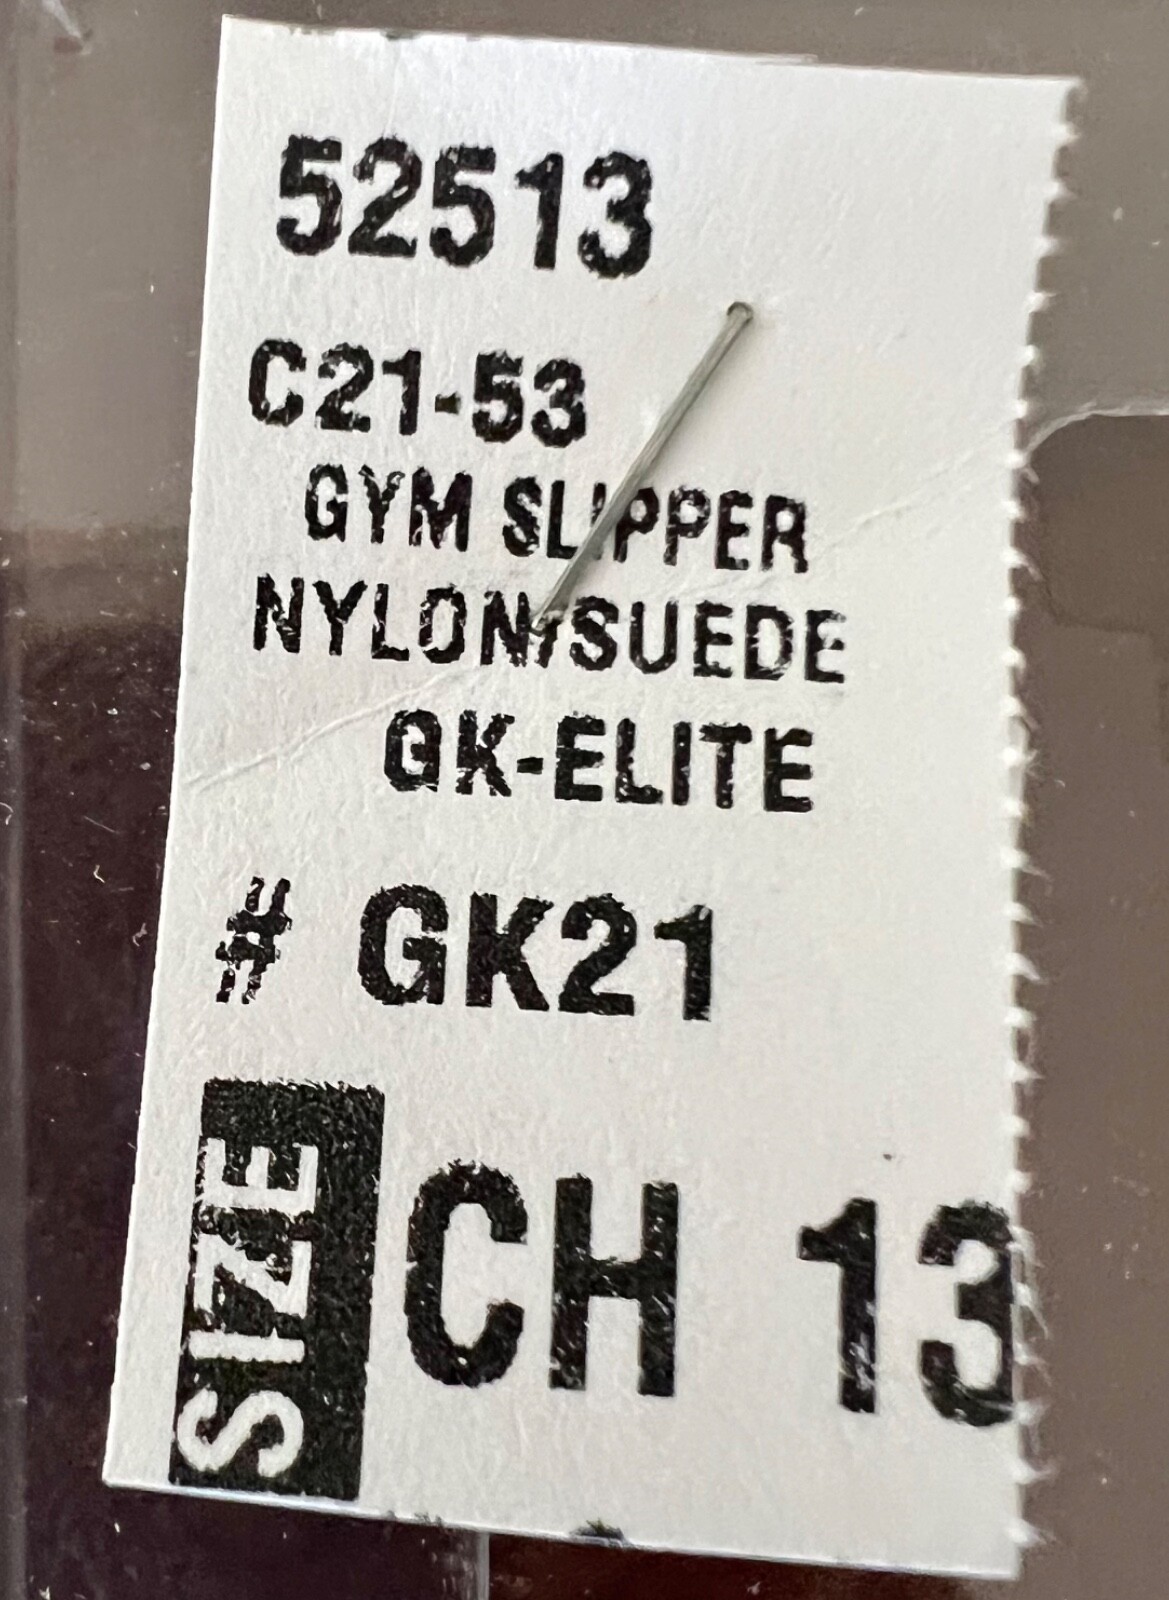 52513
C21-53
GYM SLIPPER
NYLON/SUEDE
GK-ELITE
# GK21
SIZE CH 13